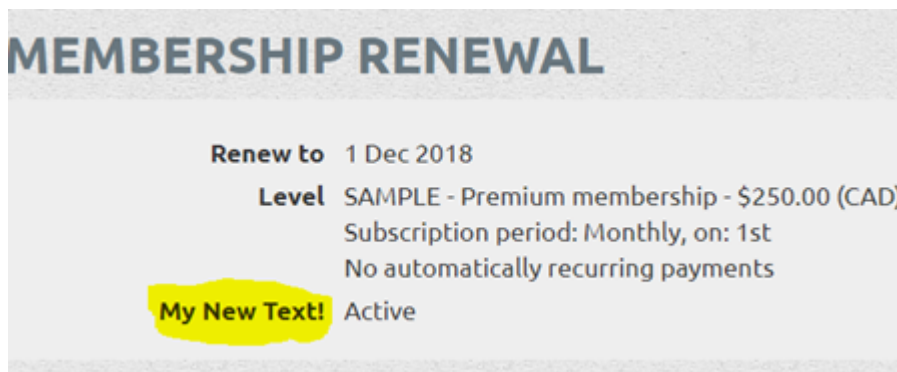 MEMBERSHIP RENEWAL
Renew to 1 Dec 2018
Level SAMPLE - Premium membership - $250.00 (CAD)
Subscription period: Monthly, on: 1st
No automatically recurring payments
My New Text! Active